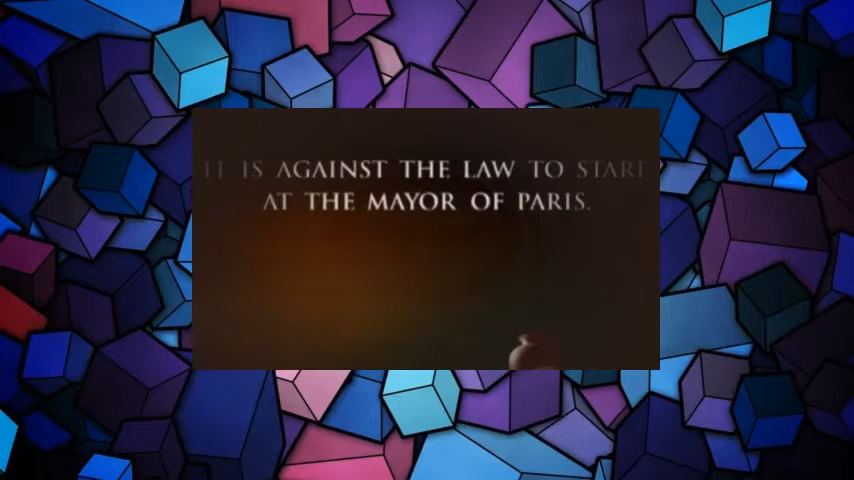 IT IS AGAINST THE LAW TO STARE
AT THE MAYOR OF PARIS.